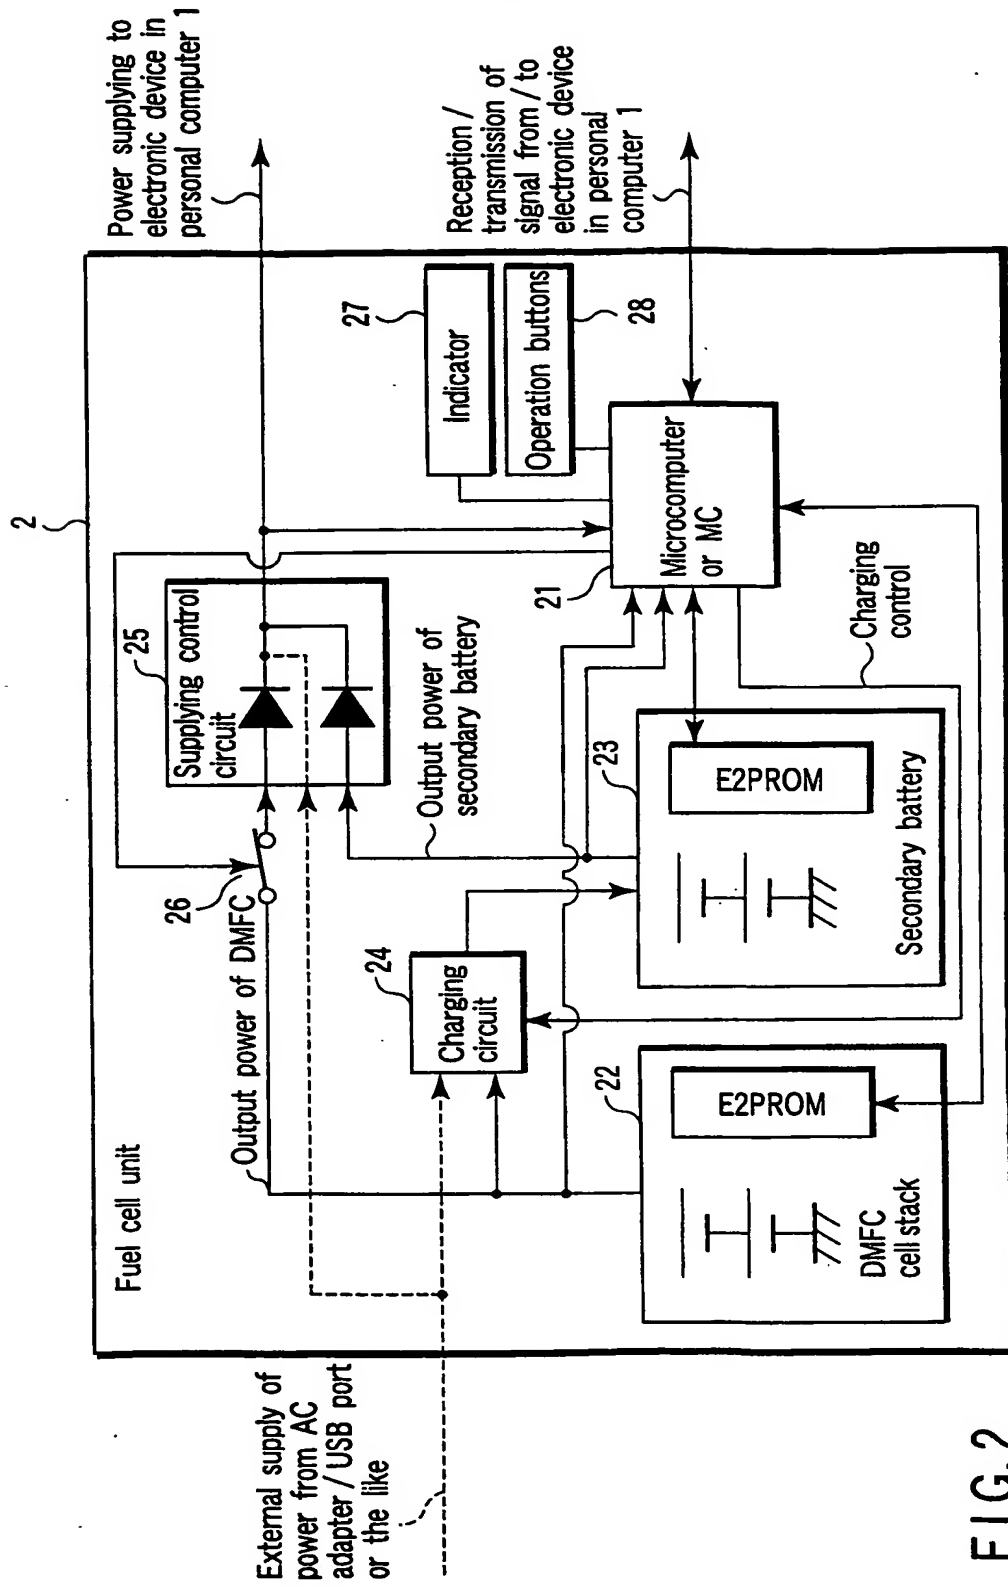 2
Fuel cell unit
Power supplying to
electronic device in
personal computer 1
25
Supplying control
circuit
26
Output power of DMFC
Output power of
secondary battery
27
Indicator
Operation buttons
28
Reception /
transmission of
signal from / to
electronic device
in personal
computer 1
External supply of
power from AC
adapter / USB port
or the like
24
Charging
circuit
21
Microcomputer
or MC
22
E2PROM
DMFC
cell stack
23
E2PROM
Secondary battery
Charging
control
FIG. 2